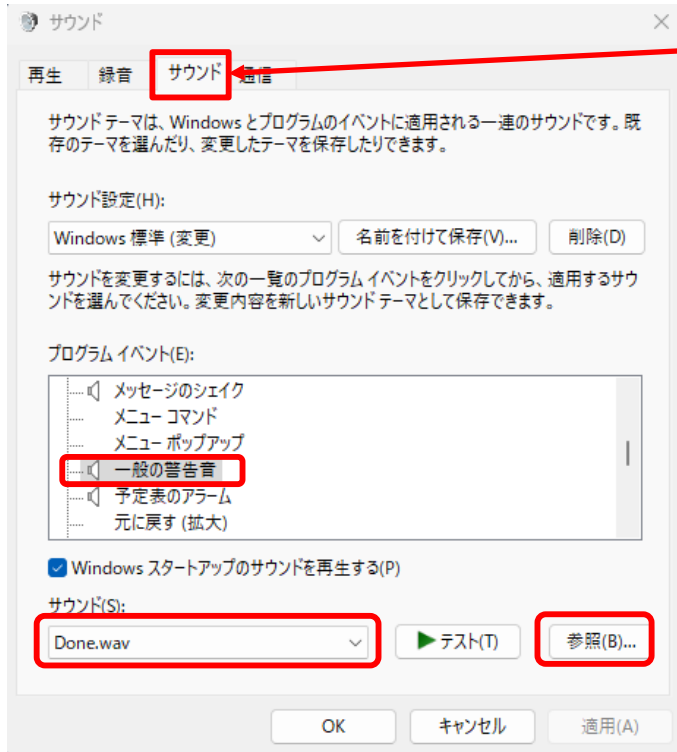 サウンド
再生 録音 サウンド 通信
サウンド テーマは、Windows とプログラムのイベントに適用される一連のサウンドです。既
存のテーマを選んだり、変更したテーマを保存したりできます。
サウンド設定(H):
Windows 標準 (変更) 名前を付けて保存(V)... 削除(D)
サウンドを変更するには、次の一覧のプログラム イベントをクリックしてから、適用するサウ
ンドを選んでください。変更内容を新しいサウンド テーマとして保存できます。
プログラム イベント(E):
メッセージのシェイク
メニュー コマンド
メニュー ポップアップ
一般の警告音
予定表のアラーム
元に戻す (拡大)
Windows スタートアップのサウンドを再生する(P)
サウンド(S):
Done.wav テスト(T) 参照(B)...
OK キャンセル 適用(A)